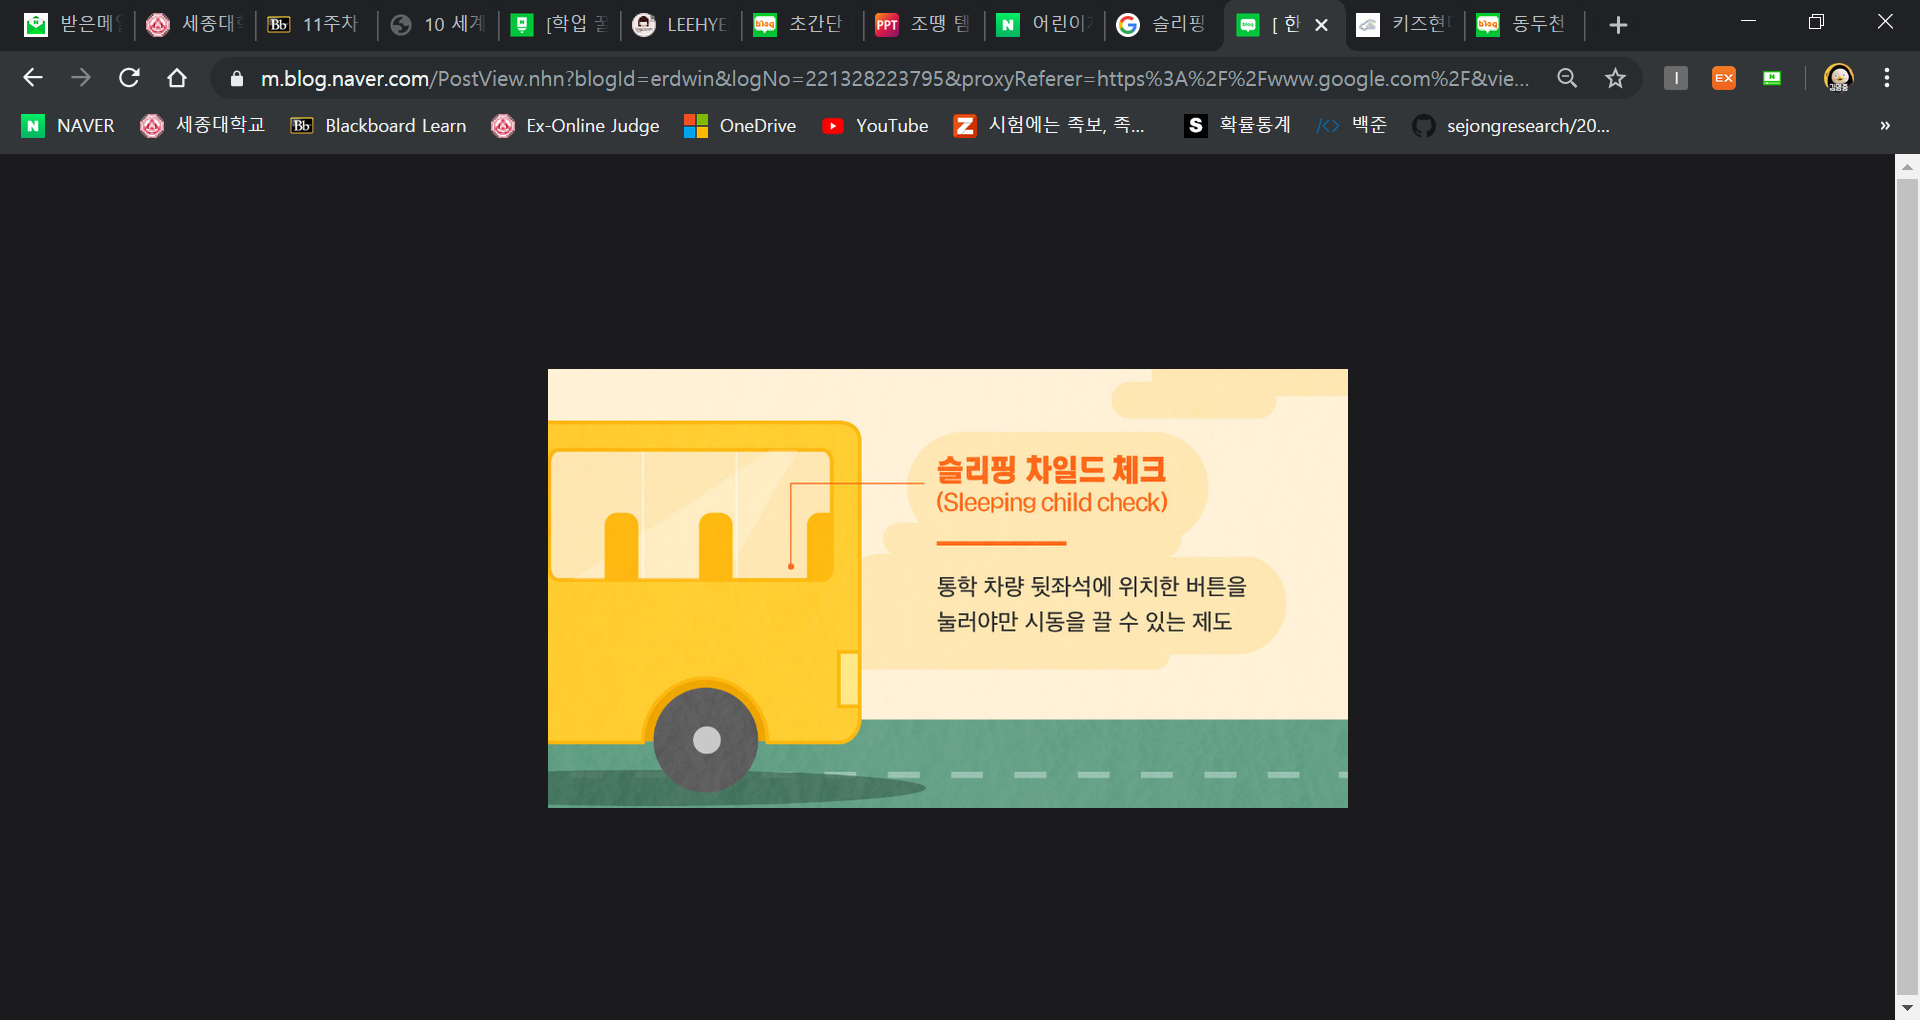 받은메일
세종대학
11주차
10 세계
[학업 꿀
LEEHYE
초간단
조땡 템
어린이
슬리핑
[ 한
키즈현
동두천
m.blog.naver.com/PostView.nhn?blogId=erdwin&logNo=221328223795&proxyReferer=https%3A%2F%2Fwww.google.com%2F&vie...
NAVER
세종대학교
Bb Blackboard Learn
Ex-Online Judge
OneDrive
YouTube
시험에는 족보, 족...
확률통계
백준
sejongresearch/20...
»
슬리핑 차일드 체크
(Sleeping child check)
통학 차량 뒷좌석에 위치한 버튼을
눌러야만 시동을 끌 수 있는 제도